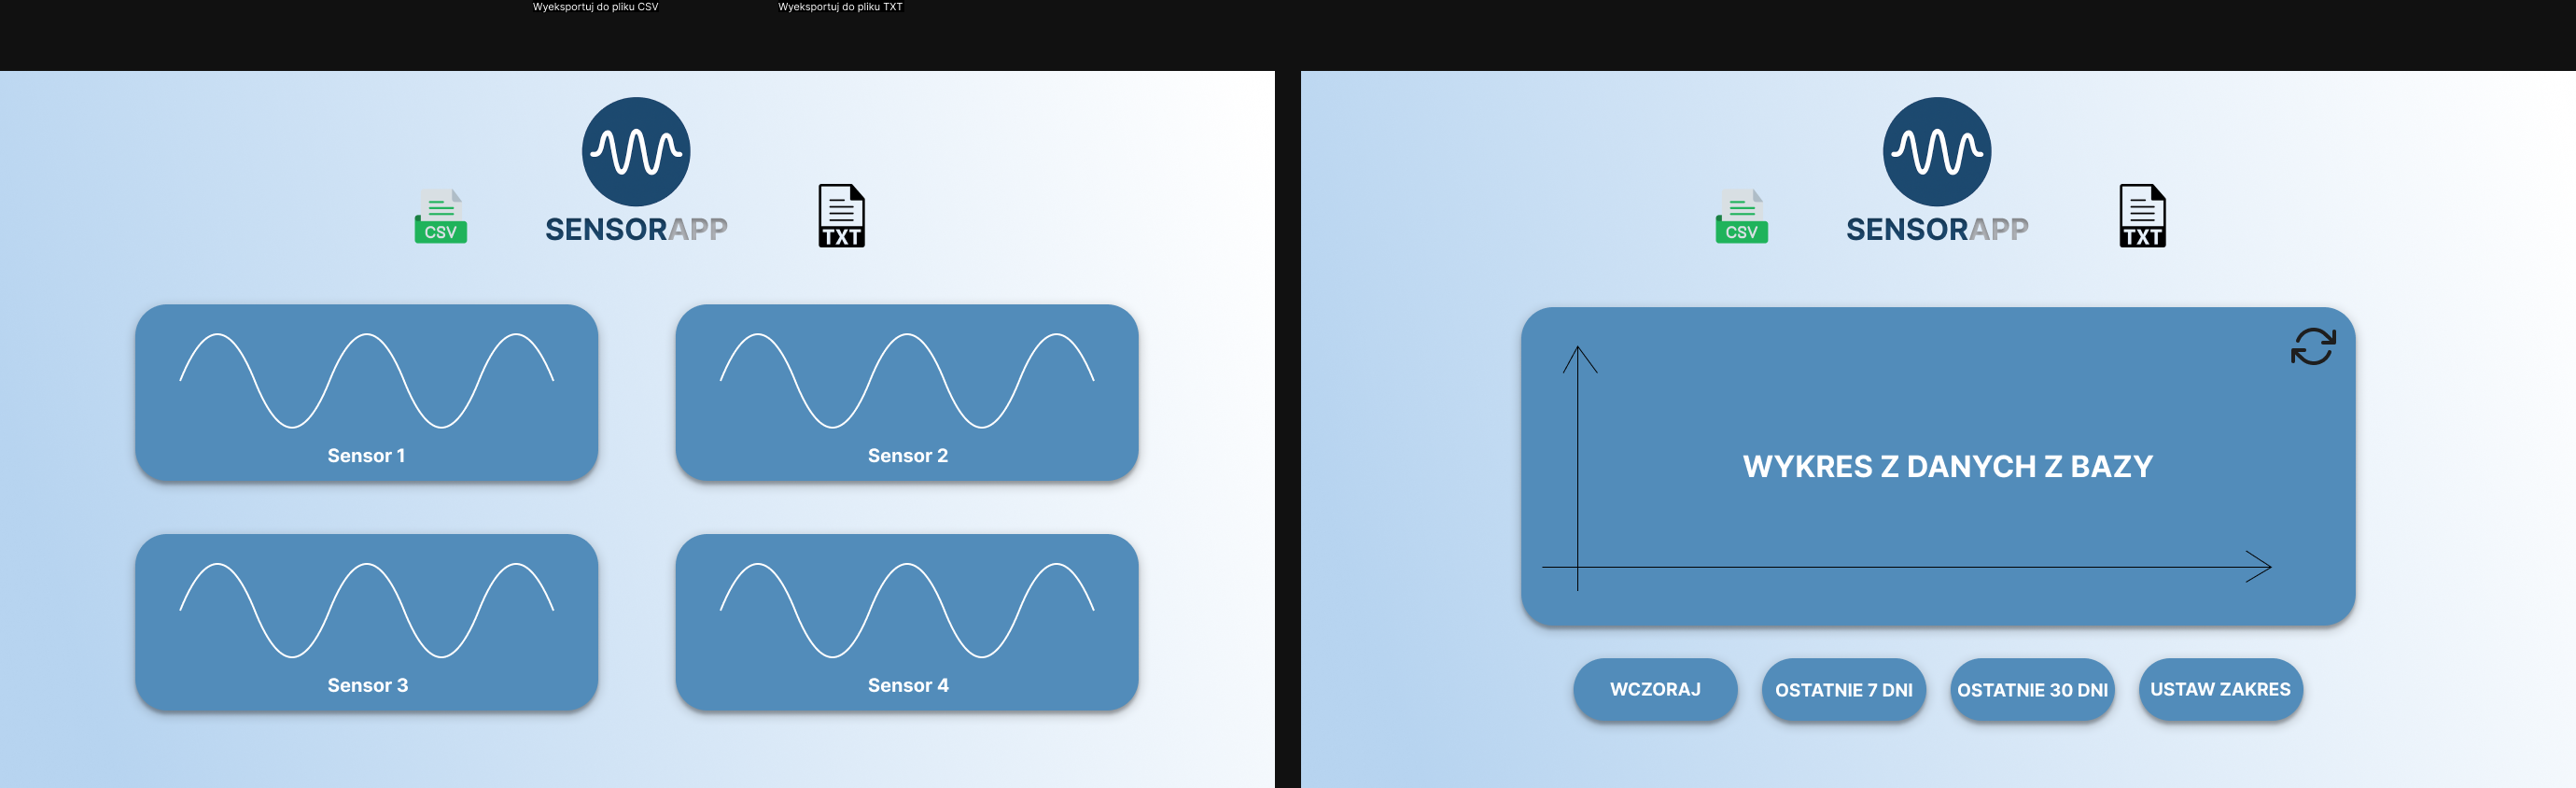 Wyeksportuj do pliku CSV
Wyeksportuj do pliku TXT
CSV
SENSORAPP
TXT
Sensor 1
Sensor 2
Sensor 3
Sensor 4
CSV
SENSORAPP
TXT
WYKRES Z DANYCH Z BAZY
WCZORAJ
OSTATNIE 7 DNI
OSTATNIE 30 DNI
USTAW ZAKRES